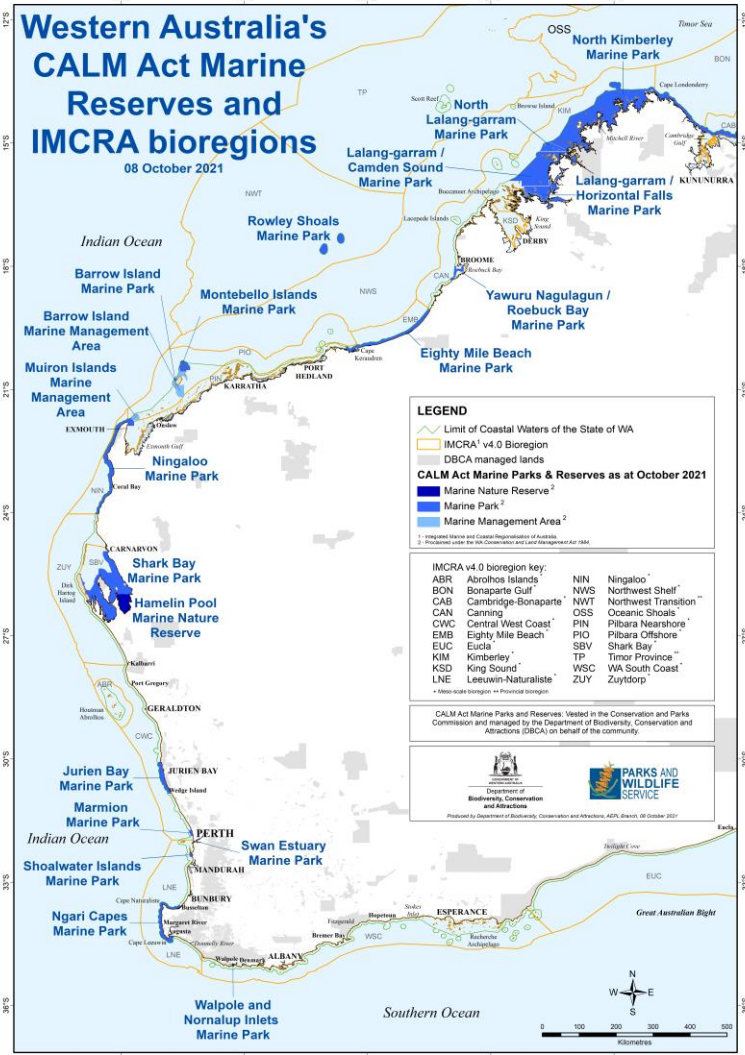 Western Australia's
CALM Act Marine
Reserves and
IMCRA bioregions
08 October 2021
12°S
15°S
18°S
21°S
24°S
27°S
30°S
33°S
36°S
Timor Sea
OSS
BON
TP
North Kimberley
Marine Park
Cape Londonderry
Scott Reef
Browse Island
KIM
North
Lalang-garram
Marine Park
CAB
Mitchell River
Cambridge
Gulf
Lalang-garram /
Camden Sound
Marine Park
KUNUNURRA
Lalang-garram /
Horizontal Falls
Marine Park
Buccaneer Archipelago
NWT
Rowley Shoals
Marine Park
Lacepede Islands
KSD
King
Sound
DERBY
Indian Ocean
BROOME
Roebuck Bay
CAN
Yawuru Nagulagun /
Roebuck Bay
Marine Park
Barrow Island
Marine Park
Montebello Islands
Marine Park
NWS
EMB
Barrow Island
Marine Management
Area
Eighty Mile Beach
Marine Park
Cape
Keraudren
PIO
PORT
HEDLAND
PIN
KARRATHA
Muiron Islands
Marine
Management
Area
Onslow
EXMOUTH
Exmouth Gulf
Ningaloo
Marine Park
Coral Bay
NIN
CARNARVON
ZUY
SBV
Shark Bay
Marine Park
Dirk
Hartog
Island
Hamelin Pool
Marine Nature
Reserve
Kalbarri
Port Gregory
ABR
Houtman
Abrolhos
GERALDTON
CWC
Jurien Bay
Marine Park
JURIEN BAY
Wedge Island
Marmion
Marine Park
PERTH
Indian Ocean
Swan Estuary
Marine Park
Shoalwater Islands
Marine Park
MANDURAH
LNE
BUNBURY
Cape Naturaliste
Busselton
Ngari Capes
Marine Park
Margaret River
Augusta
Cape Leeuwin
Donnelly River
LNE
Walpole
Denmark
ALBANY
Bremer Bay
WSC
Fitzgerald
Hopetoun
Stokes
Inlet
ESPERANCE
Recherche
Archipelago
Twilight Cove
Eucla
EUC
Great Australian Bight
Walpole and
Nornalup Inlets
Marine Park
Southern Ocean
LEGEND
Limit of Coastal Waters of the State of WA
IMCRA1 v4.0 Bioregion
DBCA managed lands
CALM Act Marine Parks & Reserves as at October 2021
Marine Nature Reserve 2
Marine Park 2
Marine Management Area 2
1 - Integrated Marine and Coastal Regionalisation of Australia.
2 - Proclaimed under the WA Conservation and Land Management Act 1984.
IMCRA v4.0 bioregion key:
ABR Abrolhos Islands* NIN Ningaloo*
BON Bonaparte Gulf* NWS Northwest Shelf*
CAB Cambridge-Bonaparte* NWT Northwest Transition**
CAN Canning* OSS Oceanic Shoals*
CWC Central West Coast* PIN Pilbara Nearshore*
EMB Eighty Mile Beach* PIO Pilbara Offshore*
EUC Eucla* SBV Shark Bay*
KIM Kimberley* TP Timor Province**
KSD King Sound* WSC WA South Coast*
LNE Leeuwin-Naturaliste* ZUY Zuytdorp*
* Meso-scale bioregion ** Provincial bioregion
CALM Act Marine Parks and Reserves: Vested in the Conservation and Parks
Commission and managed by the Department of Biodiversity, Conservation and
Attractions (DBCA) on behalf of the community.
GOVERNMENT OF
WESTERN AUSTRALIA
Department of
Biodiversity, Conservation
and Attractions
PARKS AND
WILDLIFE
SERVICE
Produced by Department of Biodiversity, Conservation and Attractions, AEPL Branch, 08 October 2021
N
W E
S
0 100 200 300 400 500
Kilometres